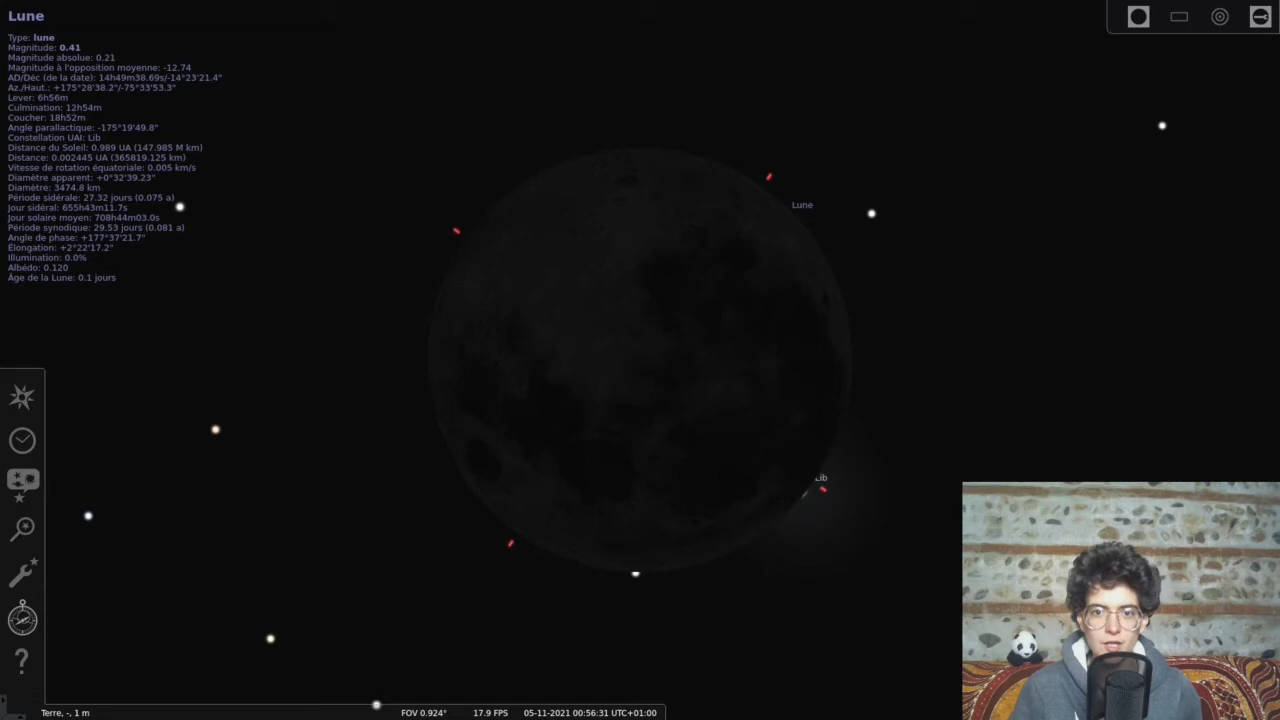 Lune
Type: lune
Magnitude: 0.41
Magnitude absolue: 0.21
Magnitude à l'opposition moyenne: -12.74
AD/Déc (de la date): 14h49m38.69s/-14°23'21.4"
Az./Haut.: +175°28'38.2"/-75°33'53.3"
Lever: 6h56m
Culmination: 12h54m
Coucher: 18h52m
Angle parallactique: -175°19'49.8"
Constellation UAI: Lib
Distance du Soleil: 0.989 UA (147.985 M km)
Distance: 0.002445 UA (365819.125 km)
Vitesse de rotation équatoriale: 0.005 km/s
Diamètre apparent: +0°32'39.23"
Diamètre: 3474.8 km
Période sidérale: 27.32 jours (0.075 a)
Jour sidéral: 655h43m11.7s
Jour solaire moyen: 708h44m03.0s
Période synodique: 29.53 jours (0.081 a)
Angle de phase: +177°37'21.7"
Élongation: +2°22'17.2"
Illumination: 0.0%
Albédo: 0.120
Âge de la Lune: 0.1 jours
Lune
Lib
Terre, -, 1 m FOV 0.924° 17.9 FPS 05-11-2021 00:56:31 UTC+01:00